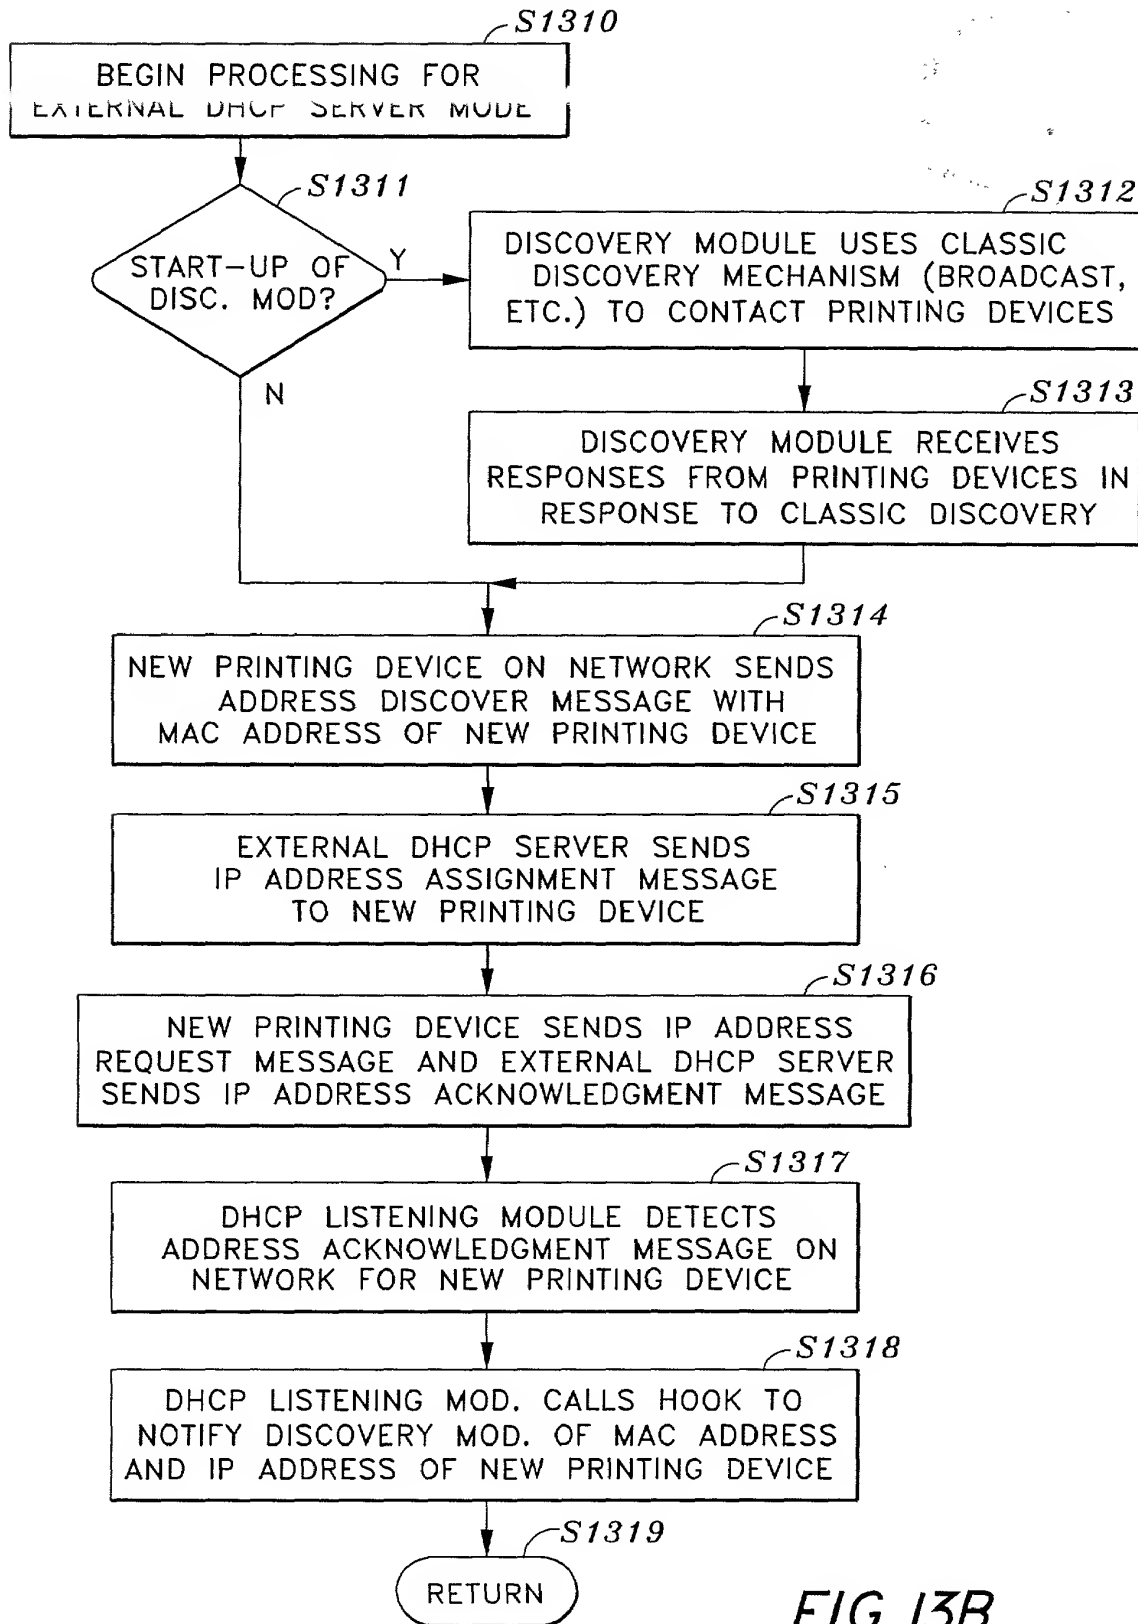 S1310
BEGIN PROCESSING FOR
EXTERNAL DHCP SERVER MODE
S1311
START-UP OF
DISC. MOD?
Y
N
S1312
DISCOVERY MODULE USES CLASSIC
DISCOVERY MECHANISM (BROADCAST,
ETC.) TO CONTACT PRINTING DEVICES
S1313
DISCOVERY MODULE RECEIVES
RESPONSES FROM PRINTING DEVICES IN
RESPONSE TO CLASSIC DISCOVERY
S1314
NEW PRINTING DEVICE ON NETWORK SENDS
ADDRESS DISCOVER MESSAGE WITH
MAC ADDRESS OF NEW PRINTING DEVICE
S1315
EXTERNAL DHCP SERVER SENDS
IP ADDRESS ASSIGNMENT MESSAGE
TO NEW PRINTING DEVICE
S1316
NEW PRINTING DEVICE SENDS IP ADDRESS
REQUEST MESSAGE AND EXTERNAL DHCP SERVER
SENDS IP ADDRESS ACKNOWLEDGMENT MESSAGE
S1317
DHCP LISTENING MODULE DETECTS
ADDRESS ACKNOWLEDGMENT MESSAGE ON
NETWORK FOR NEW PRINTING DEVICE
S1318
DHCP LISTENING MOD. CALLS HOOK TO
NOTIFY DISCOVERY MOD. OF MAC ADDRESS
AND IP ADDRESS OF NEW PRINTING DEVICE
S1319
RETURN
FIG. 13B